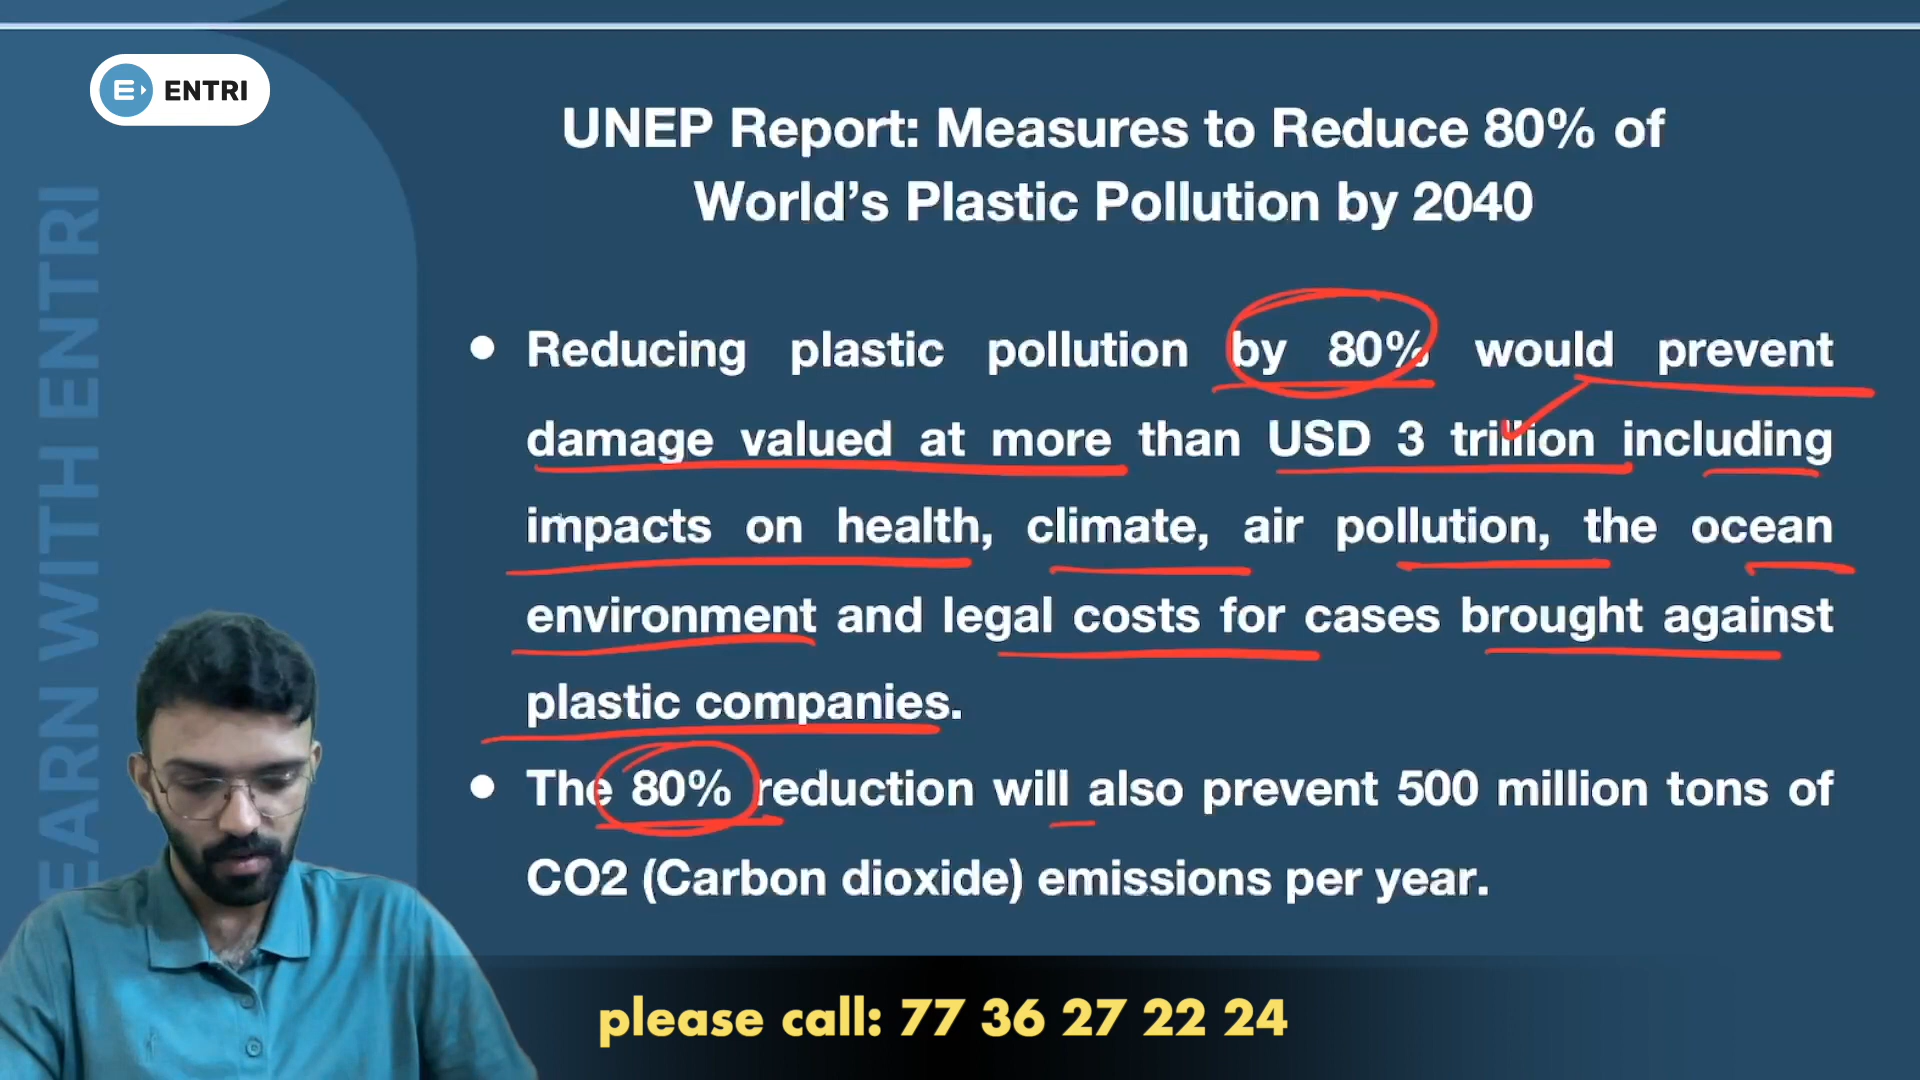 ENTRI
UNEP Report: Measures to Reduce 80% of
World’s Plastic Pollution by 2040
EARN WITH ENTRI
● Reducing plastic pollution by 80% would prevent
damage valued at more than USD 3 trillion including
impacts on health, climate, air pollution, the ocean
environment and legal costs for cases brought against
plastic companies.
● The 80% reduction will also prevent 500 million tons of
CO2 (Carbon dioxide) emissions per year.
please call: 77 36 27 22 24